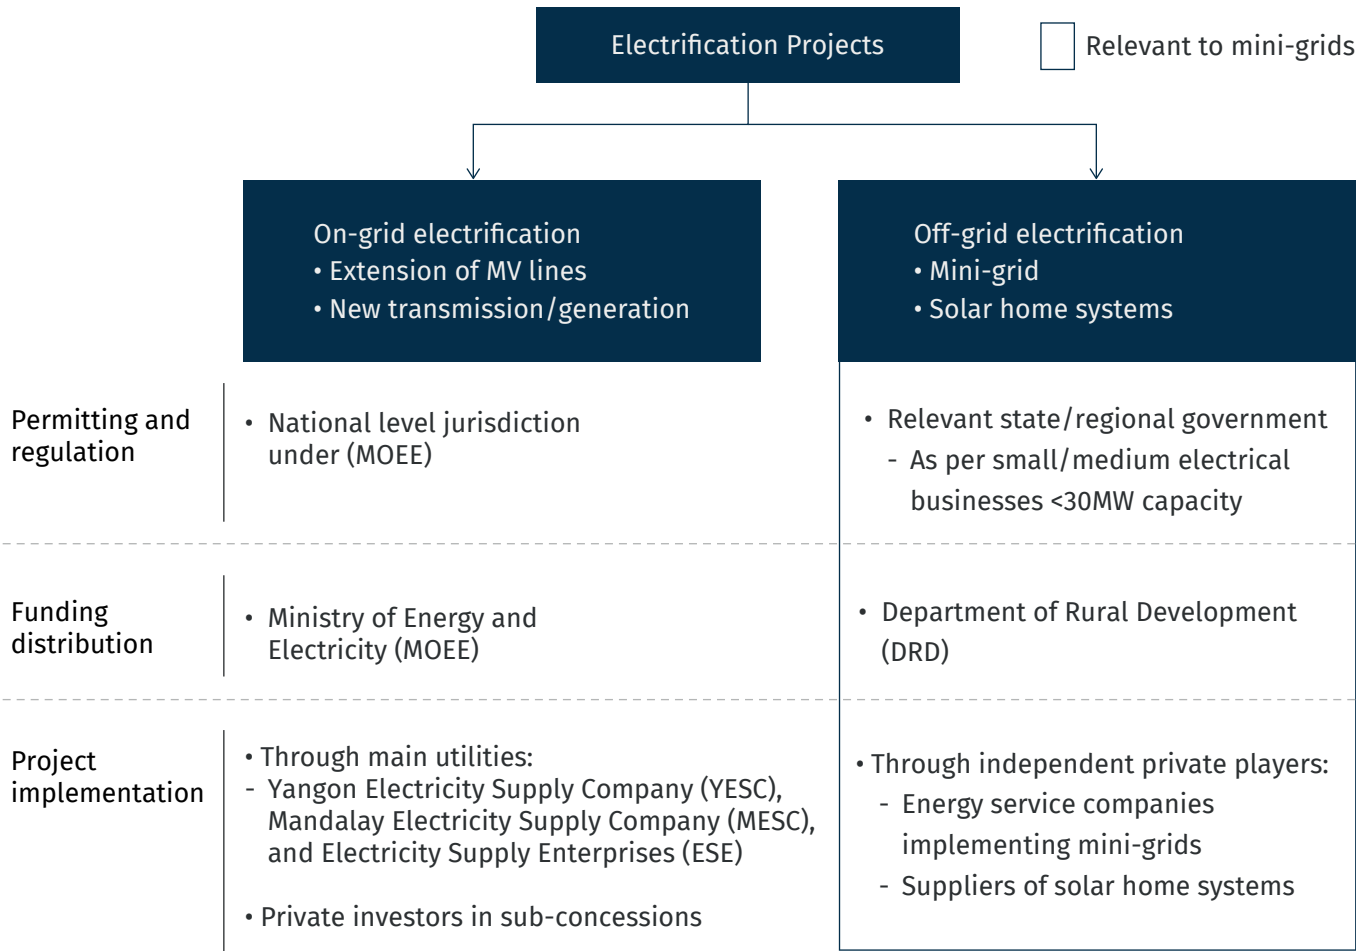 Electrification Projects
Relevant to mini-grids
On-grid electrification
• Extension of MV lines
• New transmission/generation
Off-grid electrification
• Mini-grid
• Solar home systems
Permitting and
regulation
• National level jurisdiction
under (MOEE)
• Relevant state/regional government
- As per small/medium electrical
businesses <30MW capacity
Funding
distribution
• Ministry of Energy and
Electricity (MOEE)
• Department of Rural Development
(DRD)
Project
implementation
• Through main utilities:
- Yangon Electricity Supply Company (YESC),
Mandalay Electricity Supply Company (MESC),
and Electricity Supply Enterprises (ESE)
• Private investors in sub-concessions
• Through independent private players:
- Energy service companies
implementing mini-grids
- Suppliers of solar home systems